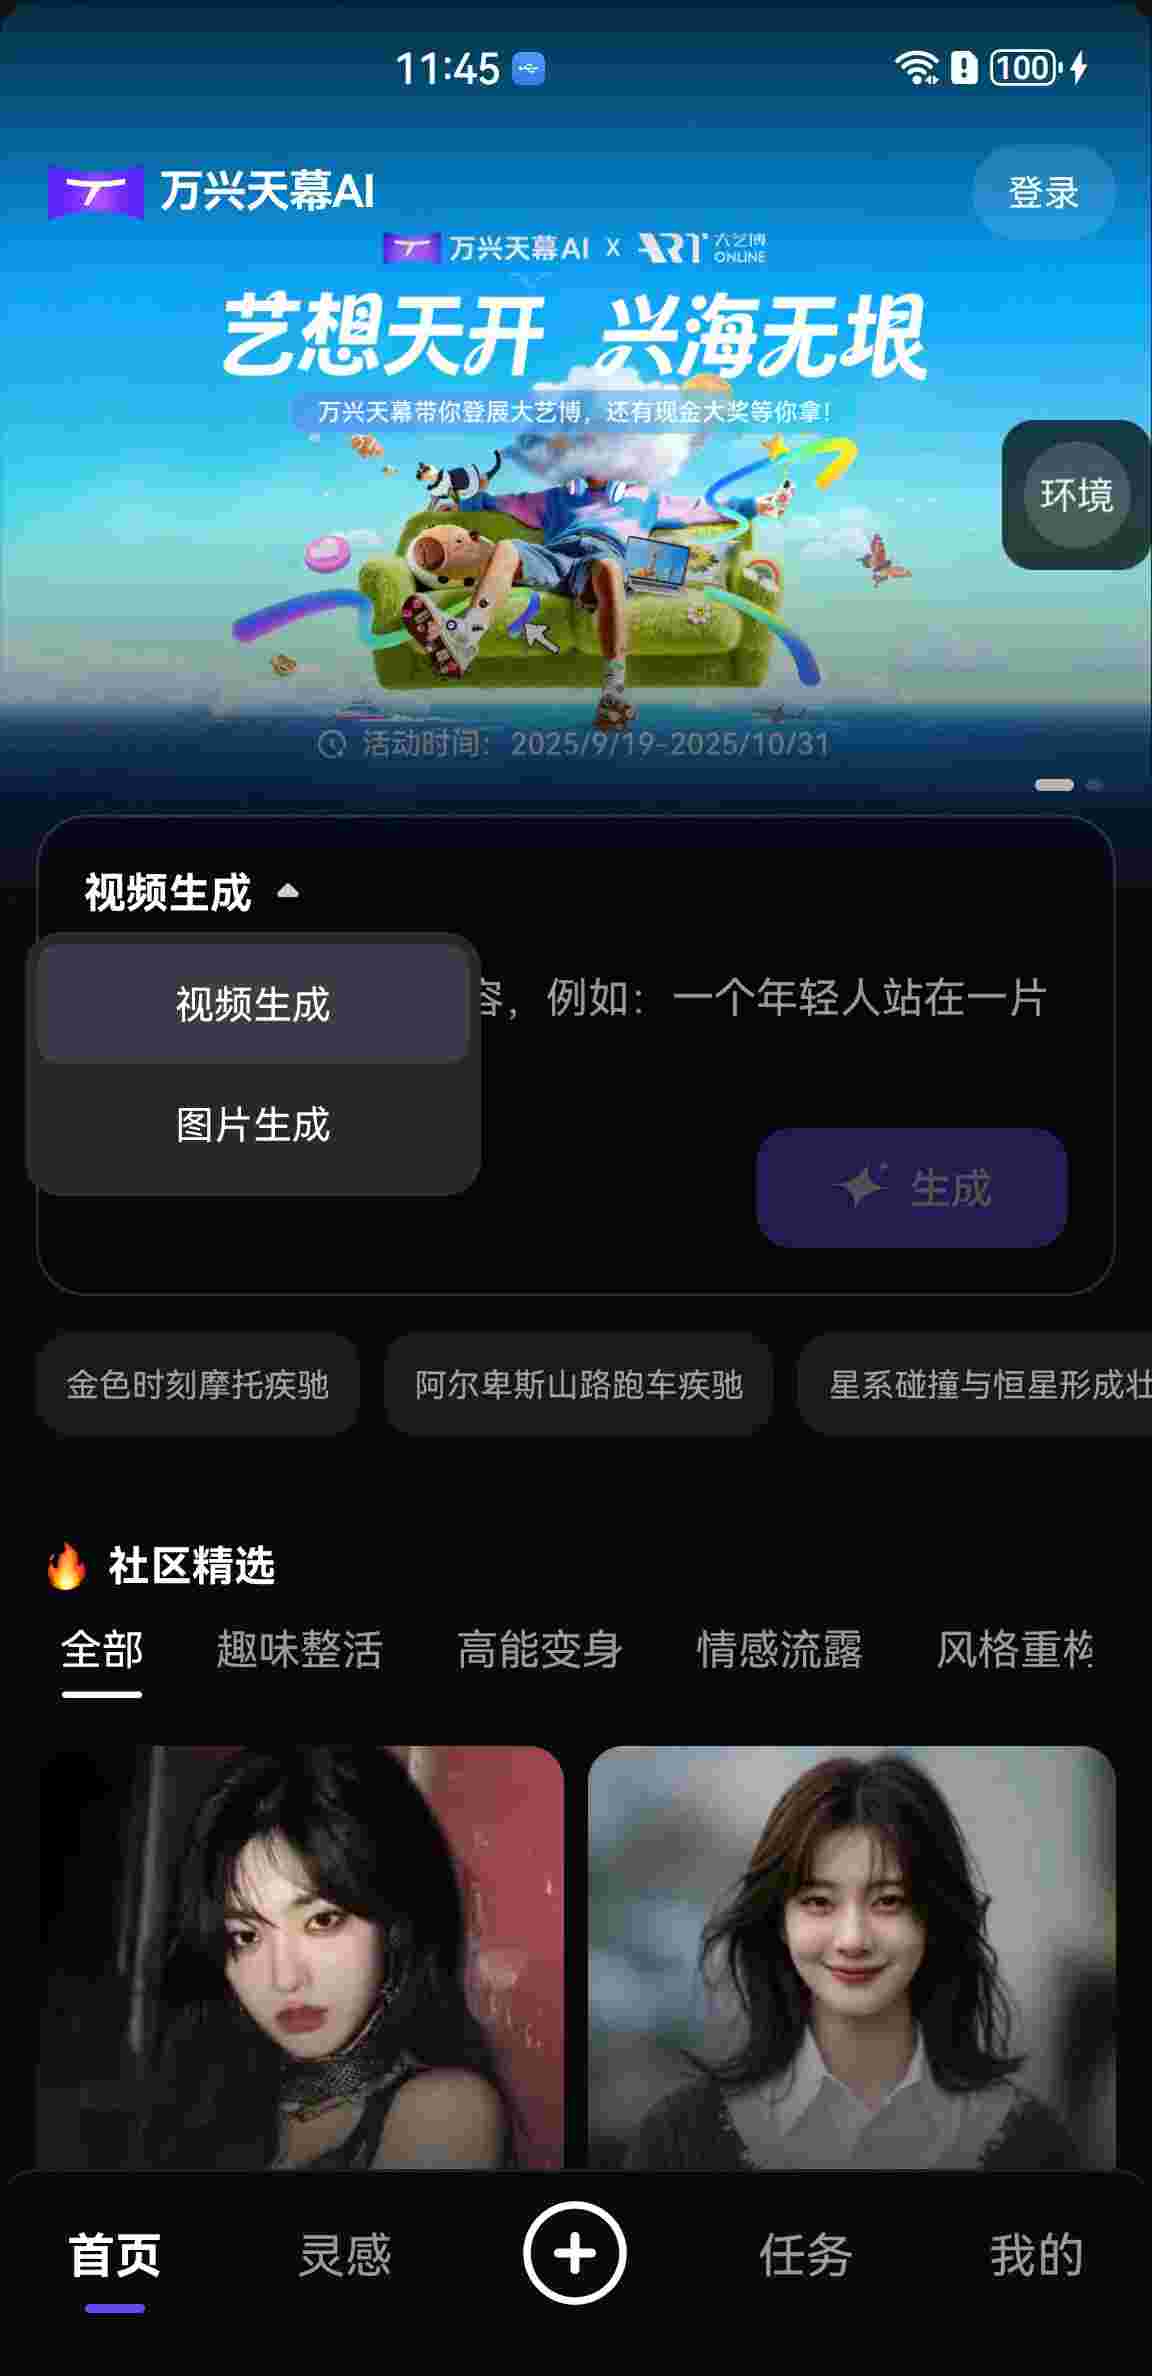 11:45
100
万兴天幕AI
登录
万兴天幕AI X ART 大艺博 ONLINE
艺想天开 兴海无垠
万兴天幕带你登展大艺博，还有现金大奖等你拿！
环境
活动时间：2025/9/19-2025/10/31
视频生成
视频生成
容，例如：一个年轻人站在一片
图片生成
生成
金色时刻摩托疾驰
阿尔卑斯山路跑车疾驰
星系碰撞与恒星形成壮
社区精选
全部
趣味整活
高能变身
情感流露
风格重构
首页
灵感
任务
我的